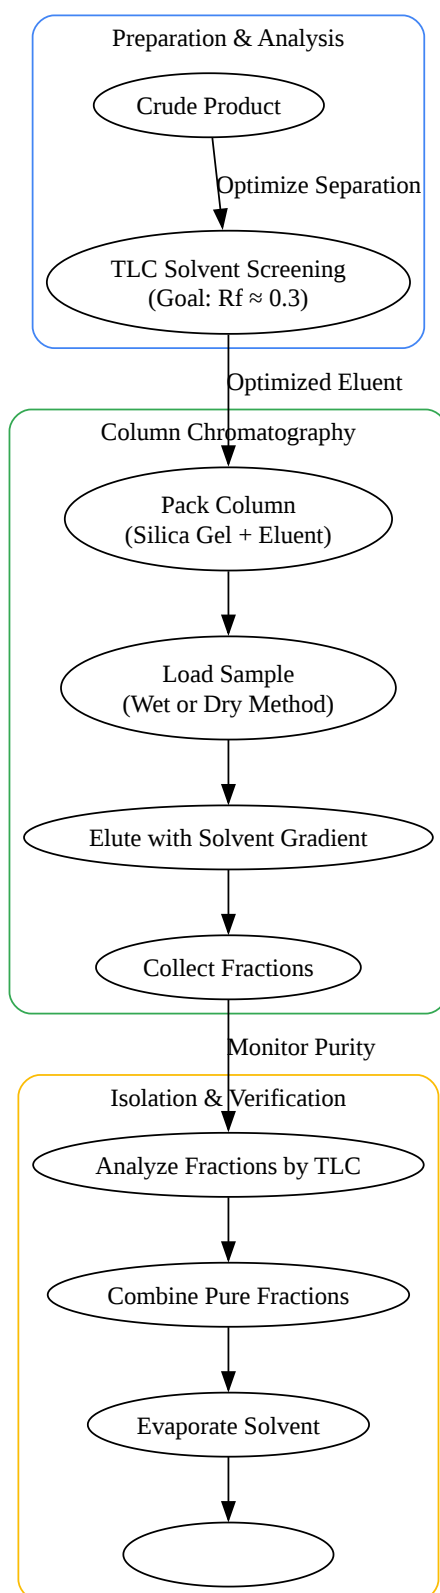 Preparation & Analysis
Crude Product
Optimize Separation
TLC Solvent Screening
(Goal: Rf ≈ 0.3)
Optimized Eluent
Column Chromatography
Pack Column
(Silica Gel + Eluent)
Load Sample
(Wet or Dry Method)
Elute with Solvent Gradient
Collect Fractions
Monitor Purity
Isolation & Verification
Analyze Fractions by TLC
Combine Pure Fractions
Evaporate Solvent